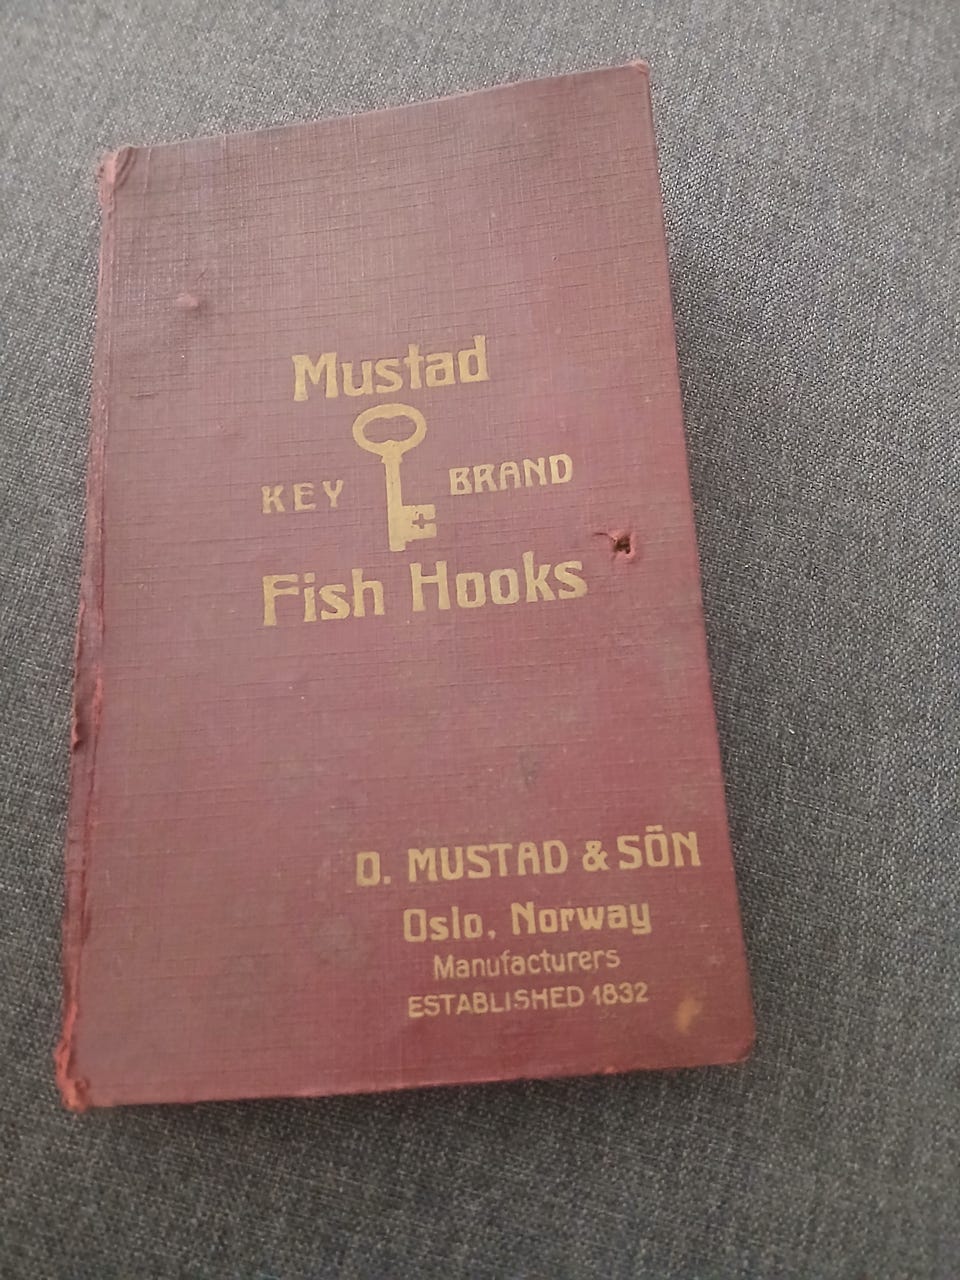 Mustad
KEY BRAND
Fish Hooks
O. MUSTAD & SÖN
Oslo, Norway
Manufacturers
ESTABLISHED 1832